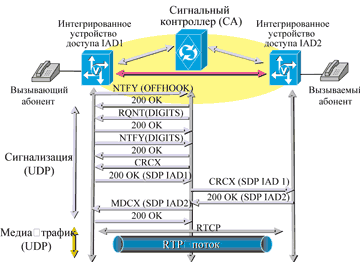 Сигнальный
контроллер (CA)
Интегрированное
устройство
доступа IAD1
Интегрированное
устройство
доступа IAD2
Вызывающий
абонент
Вызываемый
абонент
NTFY (OFFHOOK)
200 OK
RQNT(DIGITS)
200 OK
NTFY(DIGITS)
200 OK
CRCX
200 OK (SDP IAD1)
CRCX (SDP IAD 1)
200 OK (SDP IAD2)
MDCX (SDP IAD2)
200 OK
Сигнализация
(UDP)
RTCP
Медиа трафик
(UDP)
RTP поток